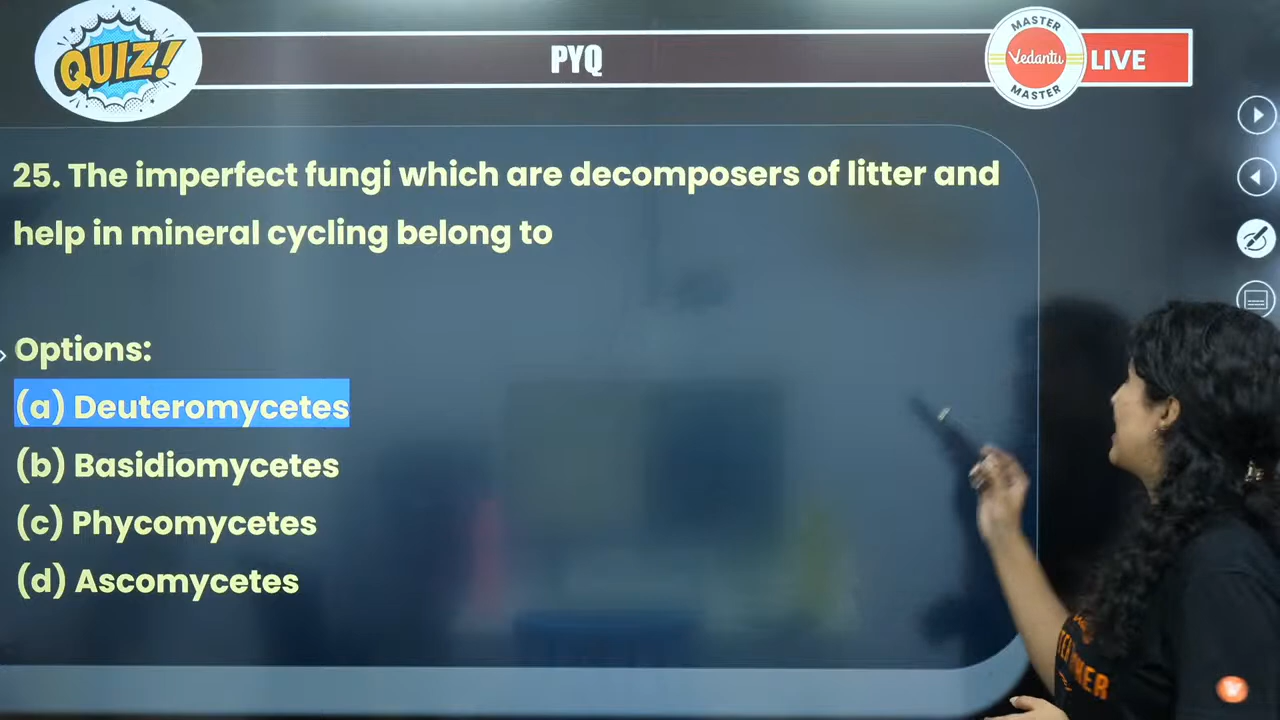 QUIZ!
PYQ
MASTER
Vedantu
MASTER
LIVE
25. The imperfect fungi which are decomposers of litter and
help in mineral cycling belong to
Options:
(a) Deuteromycetes
(b) Basidiomycetes
(c) Phycomycetes
(d) Ascomycetes